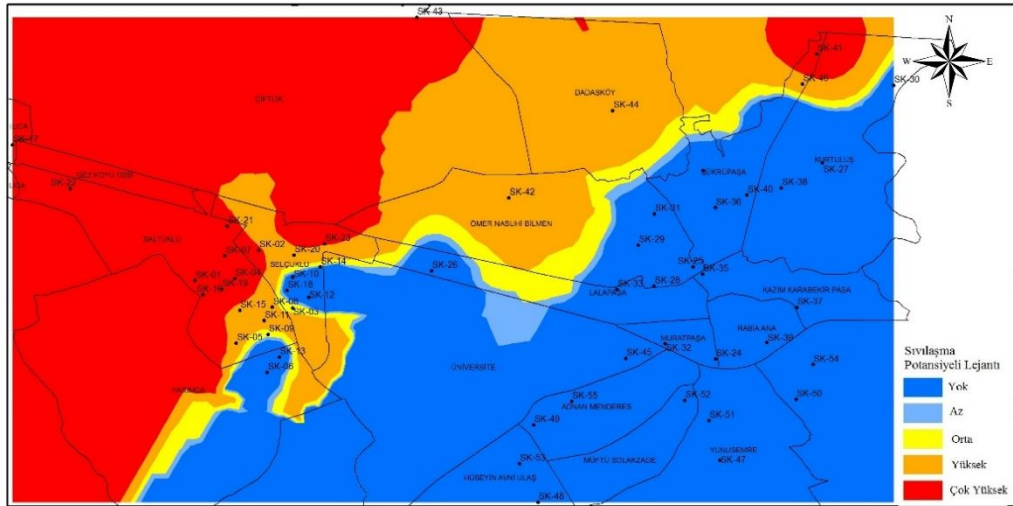 SK-43
N
SK-41
W
E
SK-46
SK-30
S
ÇİFTLİK
DADAŞKÖY
SK-44
ILICA
SK-17
KURTULUŞ
SK-27
ŞÜKRÜPAŞA
GEZ KÖYÜ OSB
SK-22
ILICA
SK-38
SK-40
SK-42
SK-36
SK-31
SK-21
ÖMER NASUHİ BİLMEN
SALTUKLU
SK-02
SK-23
SK-20
SK-29
SK-07
SELÇUKLU
SK-14
SK-26
SK-25
SK-35
SK-01
SK-04
SK-10
SK-16
SK-19
SK-18
SK-12
SK-33
SK-28
LALAPAŞA
KAZIM KARABEKİR PAŞA
SK-15
SK-08
SK-03
SK-37
SK-11
SK-09
RABİA ANA
SK-05
SK-39
MURATPAŞA
SK-32
SK-13
SK-45
SK-24
SK-06
ÜNİVERSİTE
SK-54
SK-55
ADNAN MENDERES
SK-52
SK-50
SK-49
SK-51
YUNUSEMRE
SK-47
SK-53
MÜFTÜ SOLAKZADE
HÜSEYİN AVNİ ULAŞ
SK-48
Sıvılaşma
Potansiyeli Lejantı
Yok
Az
Orta
Yüksek
Çok Yüksek